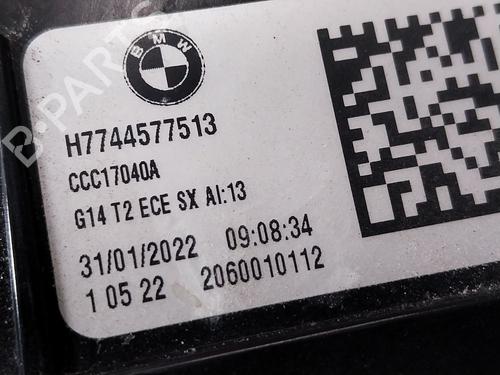 BMW
H7744577513
CCC17040A
G14 T2 ECE SX AI:13
31/01/2022 09:08:34
1 05 22 2060010112
B-PARTS